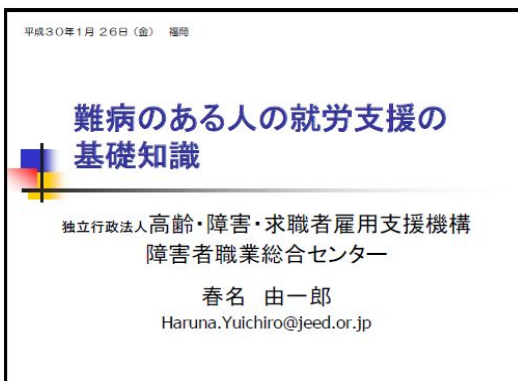 平成30年1月26日（金）　福岡
難病のある人の就労支援の
基礎知識
独立行政法人高齢・障害・求職者雇用支援機構
障害者職業総合センター
春名　由一郎
Haruna.Yuichiro@jeed.or.jp